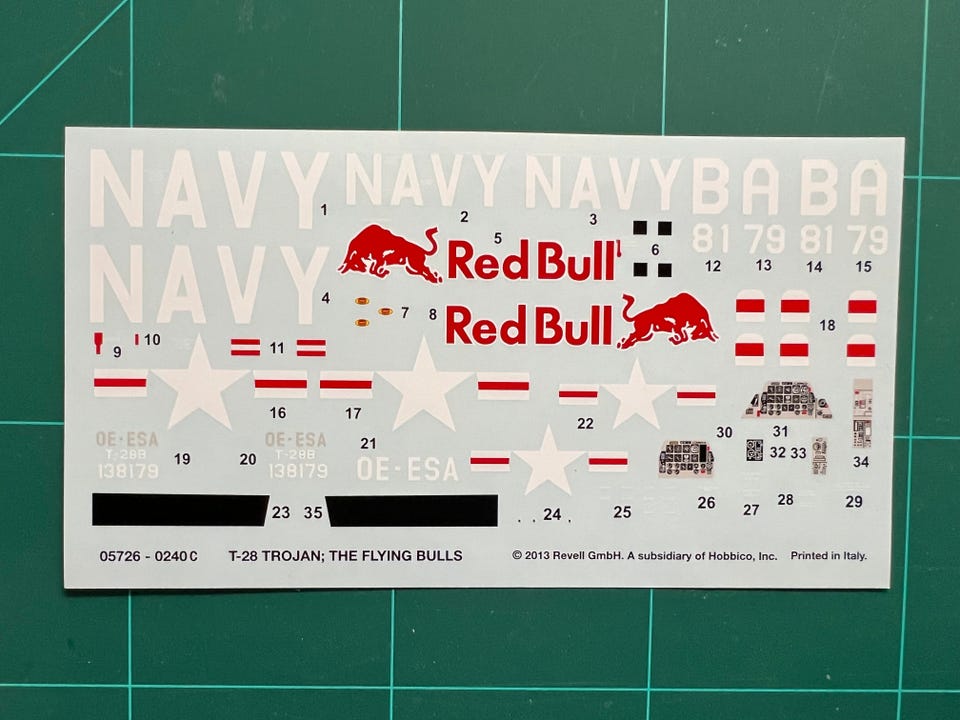 NAVY NAVY NAVY BA BA
1 2 3
81 79 81 79
5 6
Red Bull
12 13 14 15
NAVY
4 7 8
Red Bull
18
9 10 11
16 17
22
30 31
OE-ESA OE-ESA 21
T-28B T-28B
19 20 32 33 34
138179 138179 OE-ESA
23 35 24 25 26 27 28 29
05726 - 0240 C T-28 TROJAN; THE FLYING BULLS © 2013 Revell GmbH. A subsidiary of Hobbico, Inc. Printed in Italy.